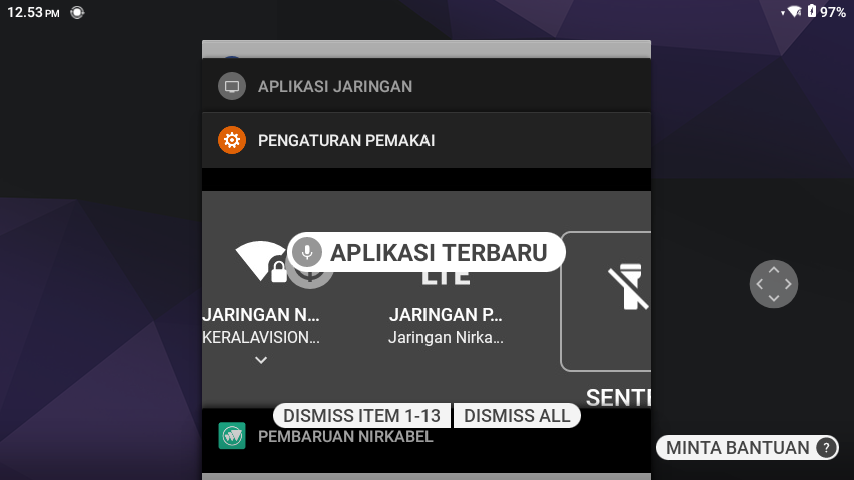 12.53 PM
97%
APLIKASI JARINGAN
PENGATURAN PEMAKAI
APLIKASI TERBARU
LTE
JARINGAN N...
KERALAVISION...
JARINGAN P...
Jaringan Nirka...
SENTE
DISMISS ITEM 1-13
DISMISS ALL
PEMBARUAN NIRKABEL
MINTA BANTUAN ?